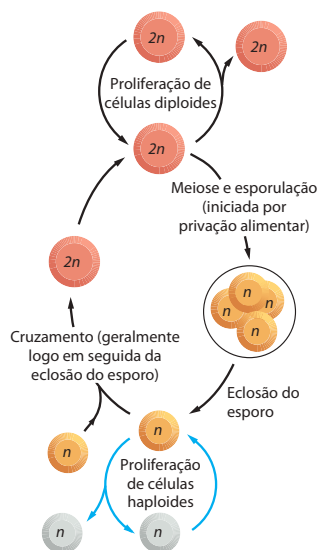 2n
2n
Proliferação de
células diploides
2n
Meiose e esporulação
(iniciada por
privação alimentar)
2n
n
n
n
n
Cruzamento (geralmente
logo em seguida da
eclosão do esporo)
Eclosão do
esporo
n
n
Proliferação
de células
haploides
n
n